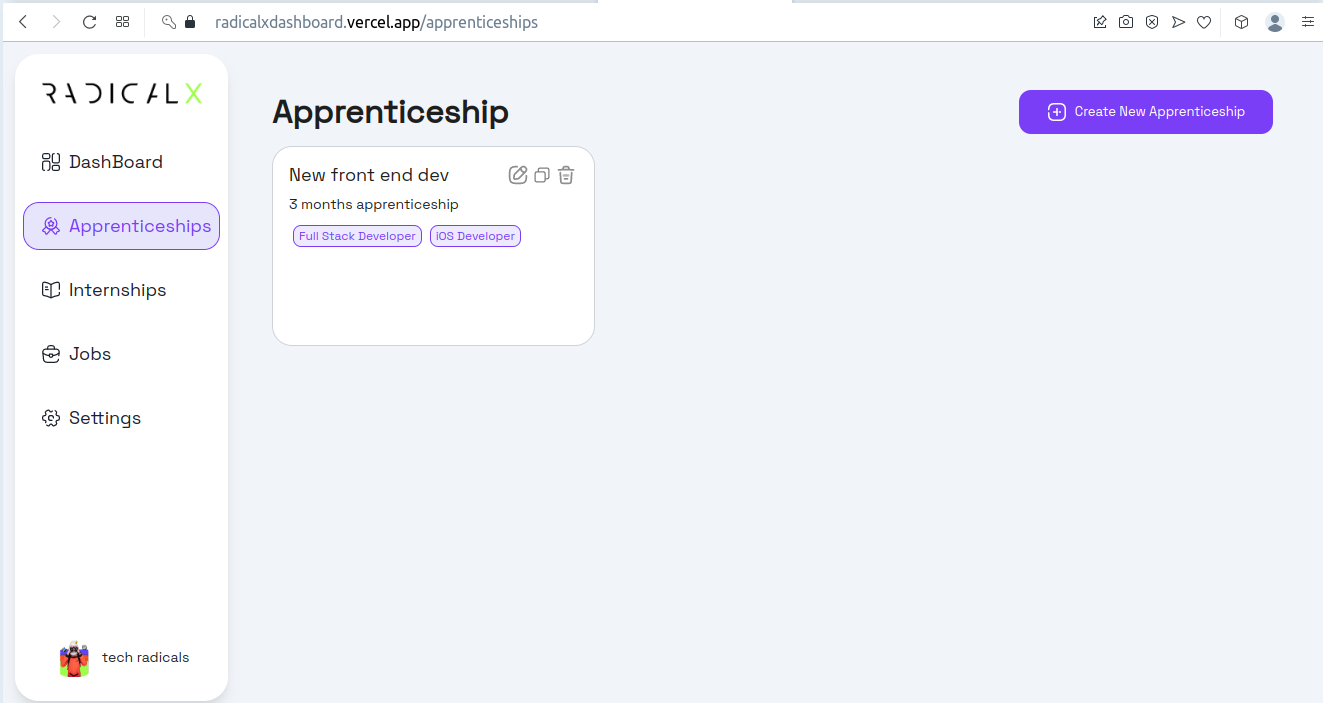 radicalxdashboard.vercel.app/apprenticeships
RADICALX
DashBoard
Apprenticeships
Internships
Jobs
Settings
tech radicals
Apprenticeship
Create New Apprenticeship
New front end dev
3 months apprenticeship
Full Stack Developer iOS Developer